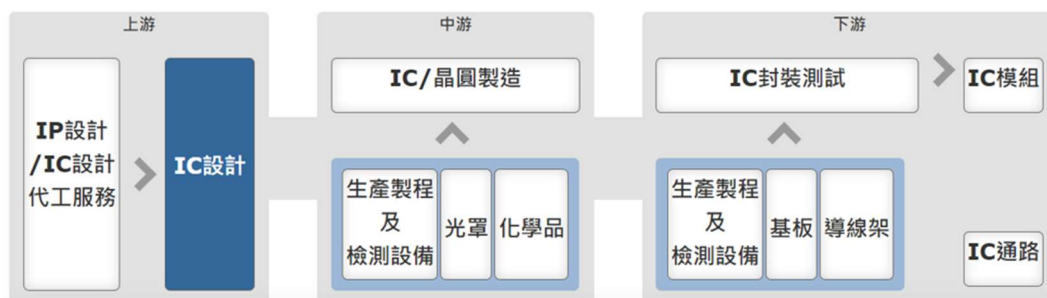 上游
IP設計
/IC設計
代工服務
IC設計
中游
IC/晶圓製造
生產製程
及
檢測設備
光罩
化學品
下游
IC封裝測試
生產製程
及
檢測設備
基板
導線架
IC模組
IC通路